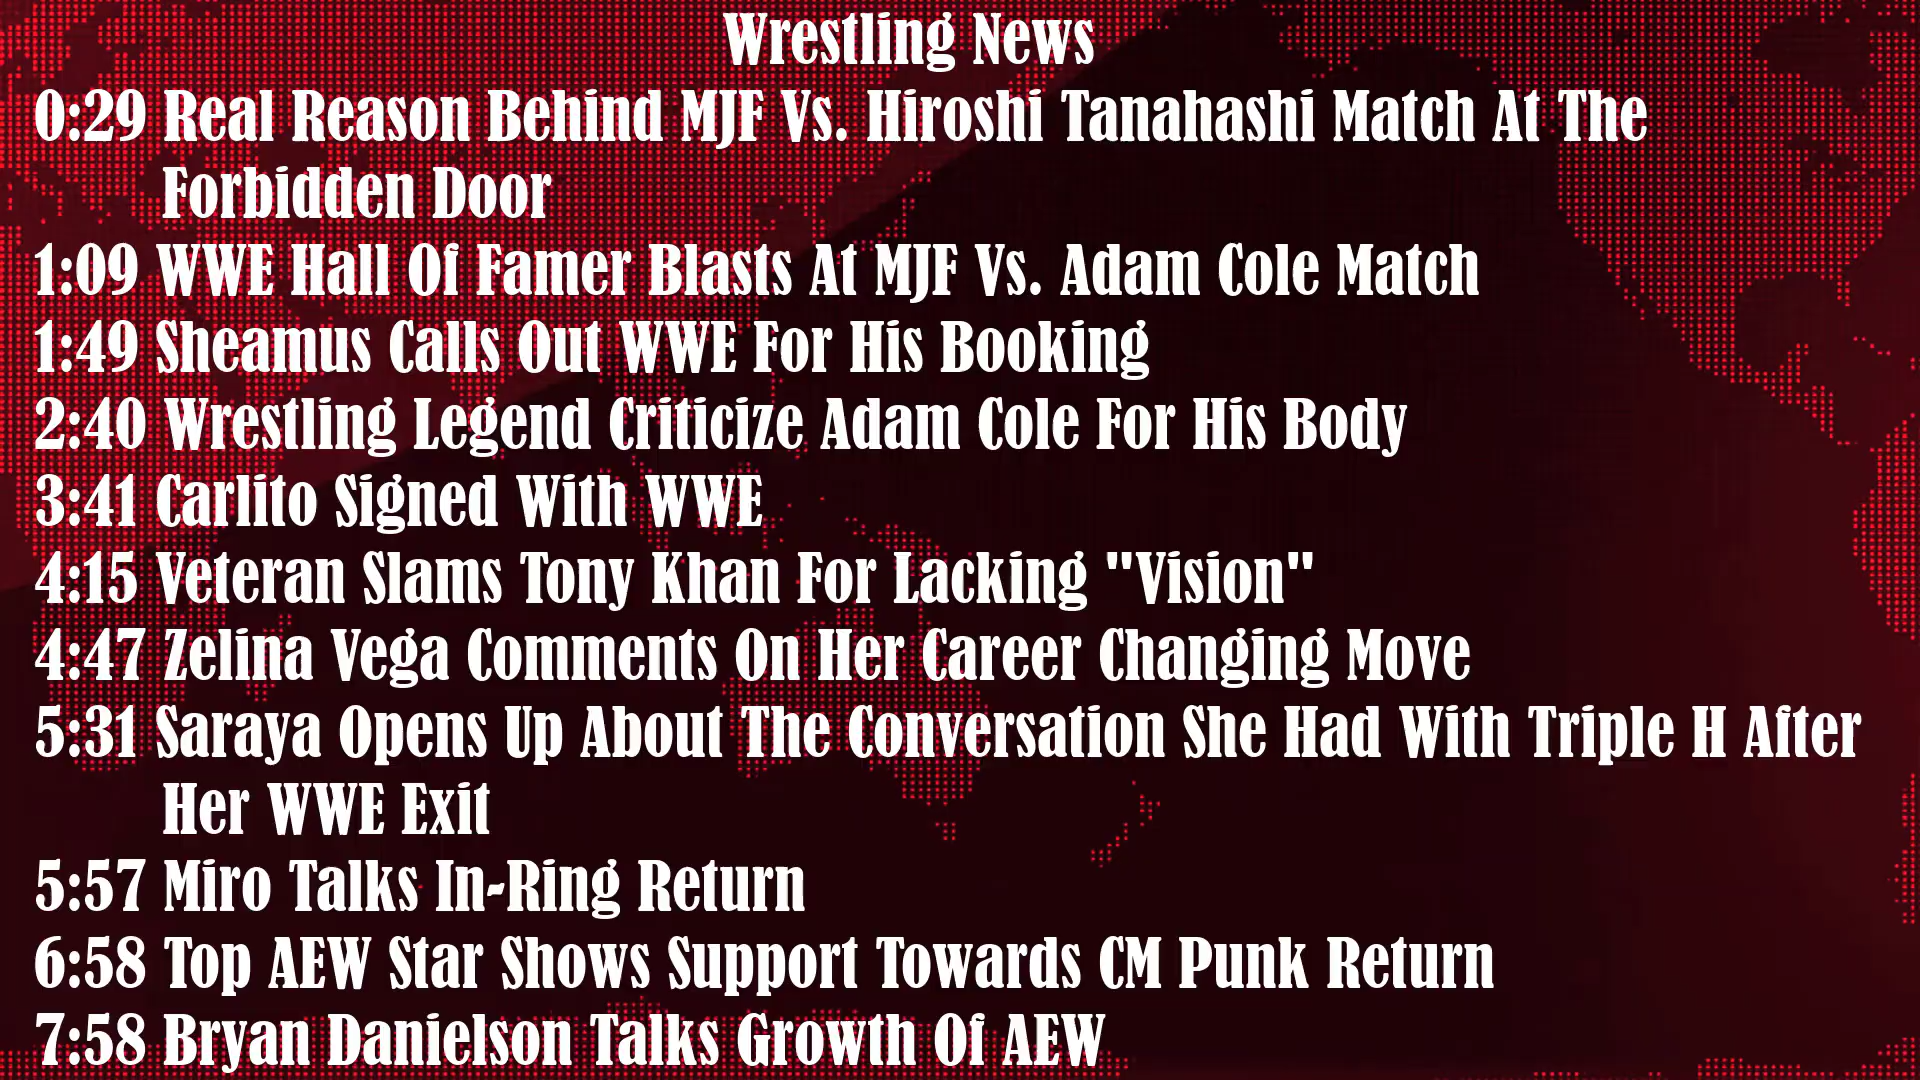 Wrestling News
0:29 Real Reason Behind MJF Vs. Hiroshi Tanahashi Match At The
Forbidden Door
1:09 WWE Hall Of Famer Blasts At MJF Vs. Adam Cole Match
1:49 Sheamus Calls Out WWE For His Booking
2:40 Wrestling Legend Criticize Adam Cole For His Body
3:41 Carlito Signed With WWE
4:15 Veteran Slams Tony Khan For Lacking "Vision"
4:47 Zelina Vega Comments On Her Career Changing Move
5:31 Saraya Opens Up About The Conversation She Had With Triple H After
Her WWE Exit
5:57 Miro Talks In-Ring Return
6:58 Top AEW Star Shows Support Towards CM Punk Return
7:58 Bryan Danielson Talks Growth Of AEW